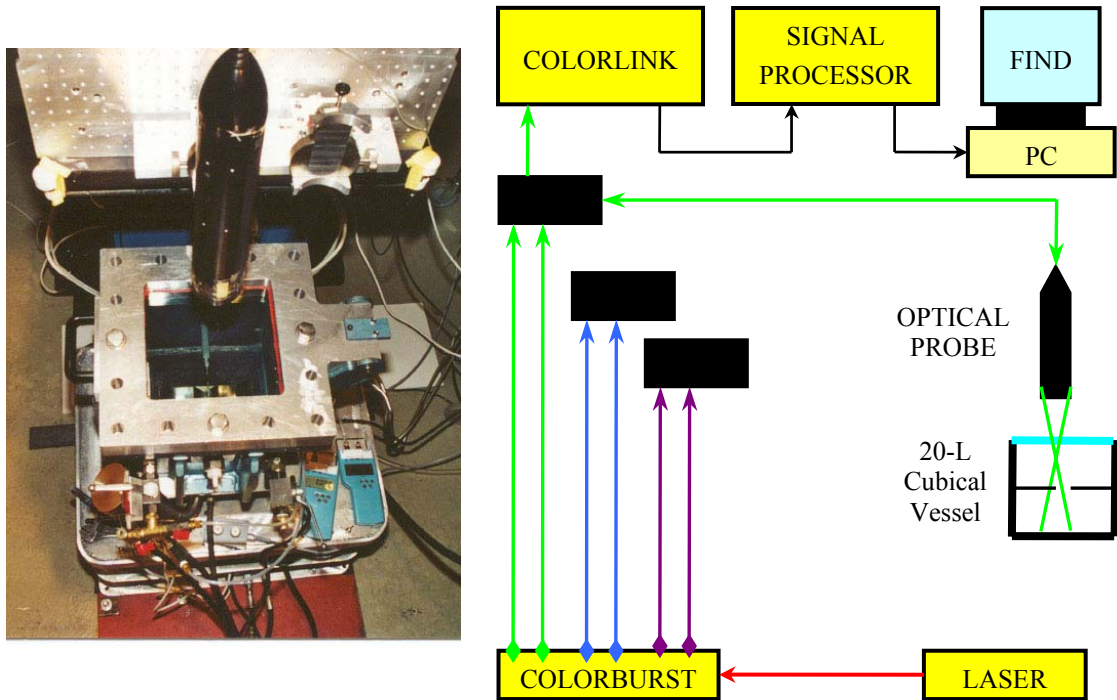 COLORLINK
SIGNAL
PROCESSOR
FIND
PC
OPTICAL
PROBE
20-L
Cubical
Vessel
COLORBURST
LASER